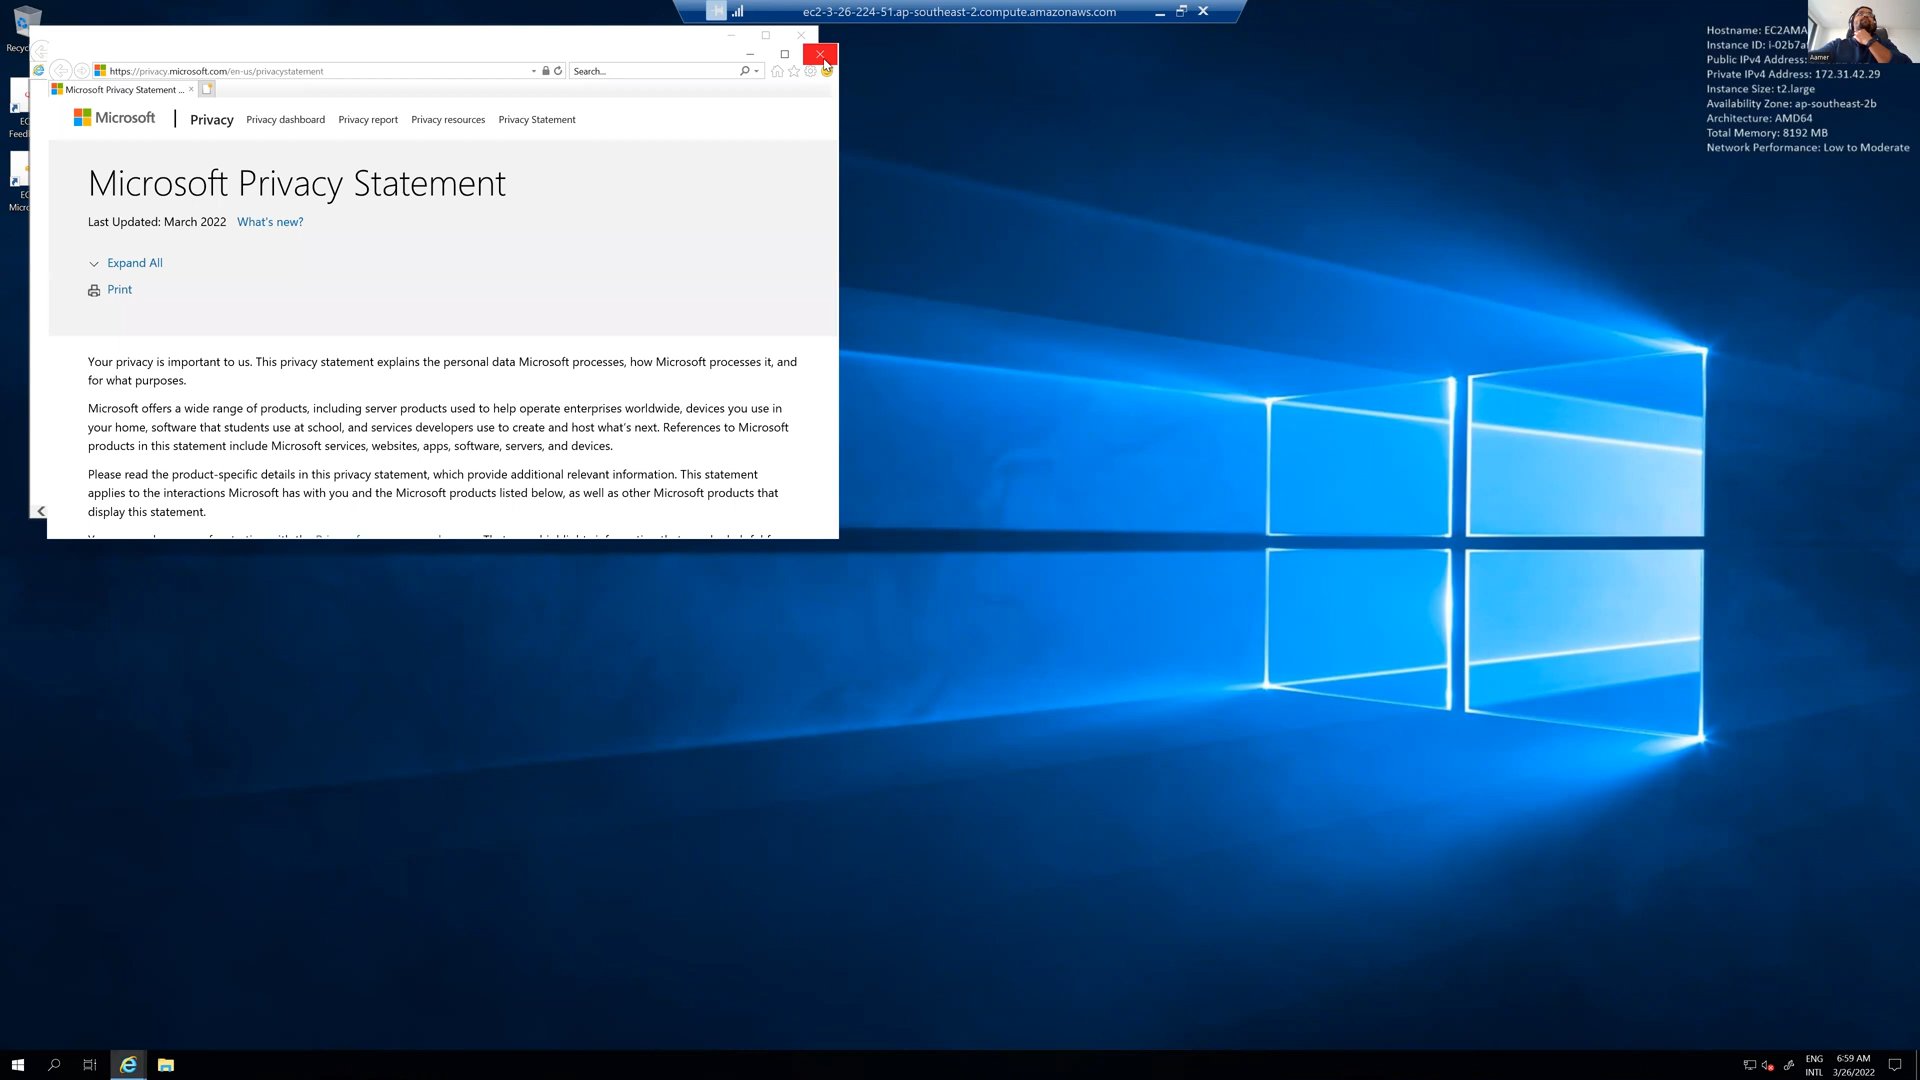 ec2-3-26-224-51.ap-southeast-2.compute.amazonaws.com
Hostname: EC2AMA
Instance ID: i-02b7a
Public IPv4 Address:
Private IPv4 Address: 172.31.42.29
Instance Size: t2.large
Availability Zone: ap-southeast-2b
Architecture: AMD64
Total Memory: 8192 MB
Network Performance: Low to Moderate
Aamer
Recyc
EC
Feed
EC
Micro
https://privacy.microsoft.com/en-us/privacystatement
Search...
Microsoft Privacy Statement ...
Microsoft
Privacy
Privacy dashboard
Privacy report
Privacy resources
Privacy Statement
Microsoft Privacy Statement
Last Updated: March 2022 What's new?
Expand All
Print
Your privacy is important to us. This privacy statement explains the personal data Microsoft processes, how Microsoft processes it, and
for what purposes.
Microsoft offers a wide range of products, including server products used to help operate enterprises worldwide, devices you use in
your home, software that students use at school, and services developers use to create and host what's next. References to Microsoft
products in this statement include Microsoft services, websites, apps, software, servers, and devices.
Please read the product-specific details in this privacy statement, which provide additional relevant information. This statement
applies to the interactions Microsoft has with you and the Microsoft products listed below, as well as other Microsoft products that
display this statement.
ENG
INTL
6:59 AM
3/26/2022